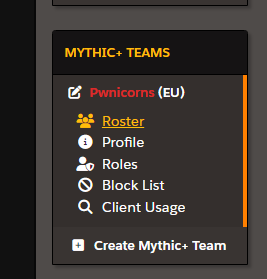 MYTHIC+ TEAMS
Pwnicorns (EU)
Roster
Profile
Roles
Block List
Client Usage
Create Mythic+ Team